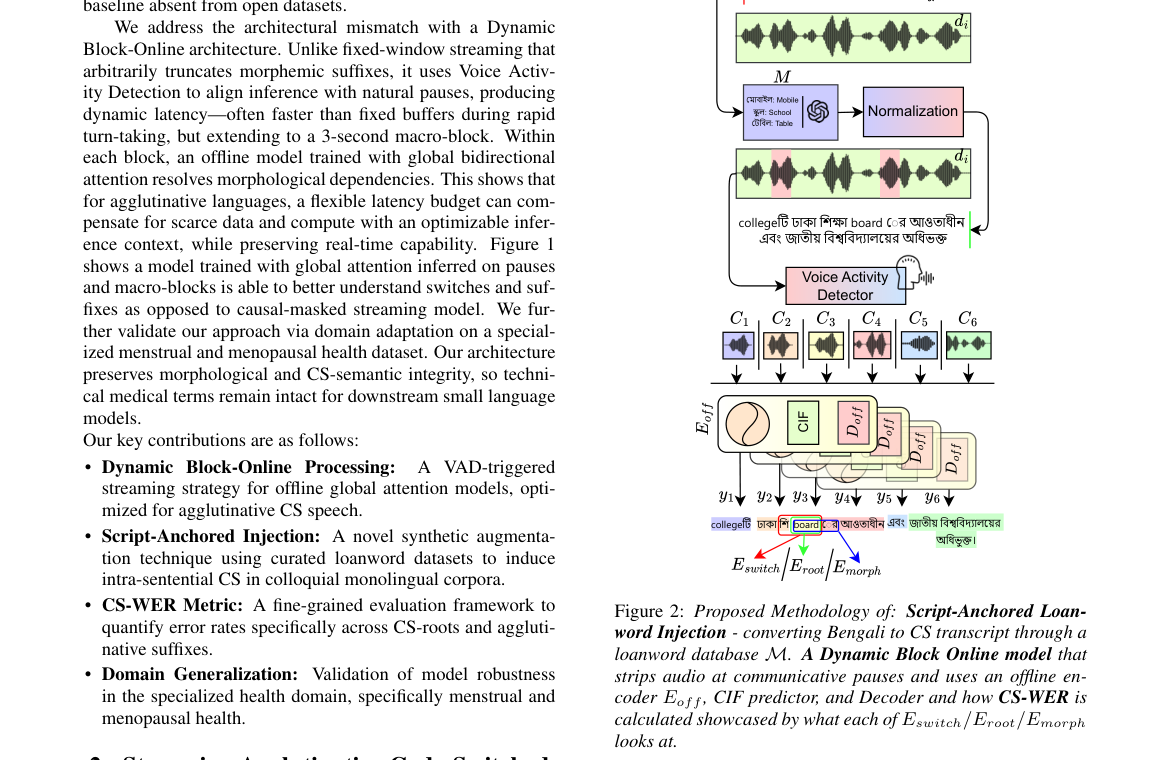 baseline absent from open datasets.
We address the architectural mismatch with a Dynamic
Block-Online architecture. Unlike fixed-window streaming that
arbitrarily truncates morphemic suffixes, it uses Voice Activ-
ity Detection to align inference with natural pauses, producing
dynamic latency—often faster than fixed buffers during rapid
turn-taking, but extending to a 3-second macro-block. Within
each block, an offline model trained with global bidirectional
attention resolves morphological dependencies. This shows that
for agglutinative languages, a flexible latency budget can com-
pensate for scarce data and compute with an optimizable infer-
ence context, while preserving real-time capability. Figure 1
shows a model trained with global attention inferred on pauses
and macro-blocks is able to better understand switches and suf-
fixes as opposed to causal-masked streaming model. We fur-
ther validate our approach via domain adaptation on a special-
ized menstrual and menopausal health dataset. Our architecture
preserves morphological and CS-semantic integrity, so techni-
cal medical terms remain intact for downstream small language
models.
Our key contributions are as follows:
• Dynamic Block-Online Processing: A VAD-triggered
streaming strategy for offline global attention models, opti-
mized for agglutinative CS speech.
• Script-Anchored Injection: A novel synthetic augmenta-
tion technique using curated loanword datasets to induce
intra-sentential CS in colloquial monolingual corpora.
• CS-WER Metric: A fine-grained evaluation framework to
quantify error rates specifically across CS-roots and aggluti-
native suffixes.
• Domain Generalization: Validation of model robustness
in the specialized health domain, specifically menstrual and
menopausal health.
d_i
M
মোবাইল: Mobile
স্কুল: School
টেবিল: Table
Normalization
d_i
collegeটি ঢাকা শিক্ষা board ের আওতাধীন
এবং জাতীয় বিশ্ববিদ্যালয়ের অধিভুক্ত
Voice Activity
Detector
C_1 C_2 C_3 C_4 C_5 C_6
E_off CIF D_off D_off D_off D_off
y_1 y_2 y_3 y_4 y_5 y_6
collegeটি ঢাকা শি board ের আওতাধীন এবং জাতীয় বিশ্ববিদ্যালয়ের
অধিভুক্ত।
E_switch/E_root/E_morph
Figure 2: Proposed Methodology of: Script-Anchored Loan-
word Injection - converting Bengali to CS transcript through a
loanword database M. A Dynamic Block Online model that
strips audio at communicative pauses and uses an offline en-
coder E_off, CIF predictor, and Decoder and how CS-WER is
calculated showcased by what each of E_switch/E_root/E_morph
looks at.